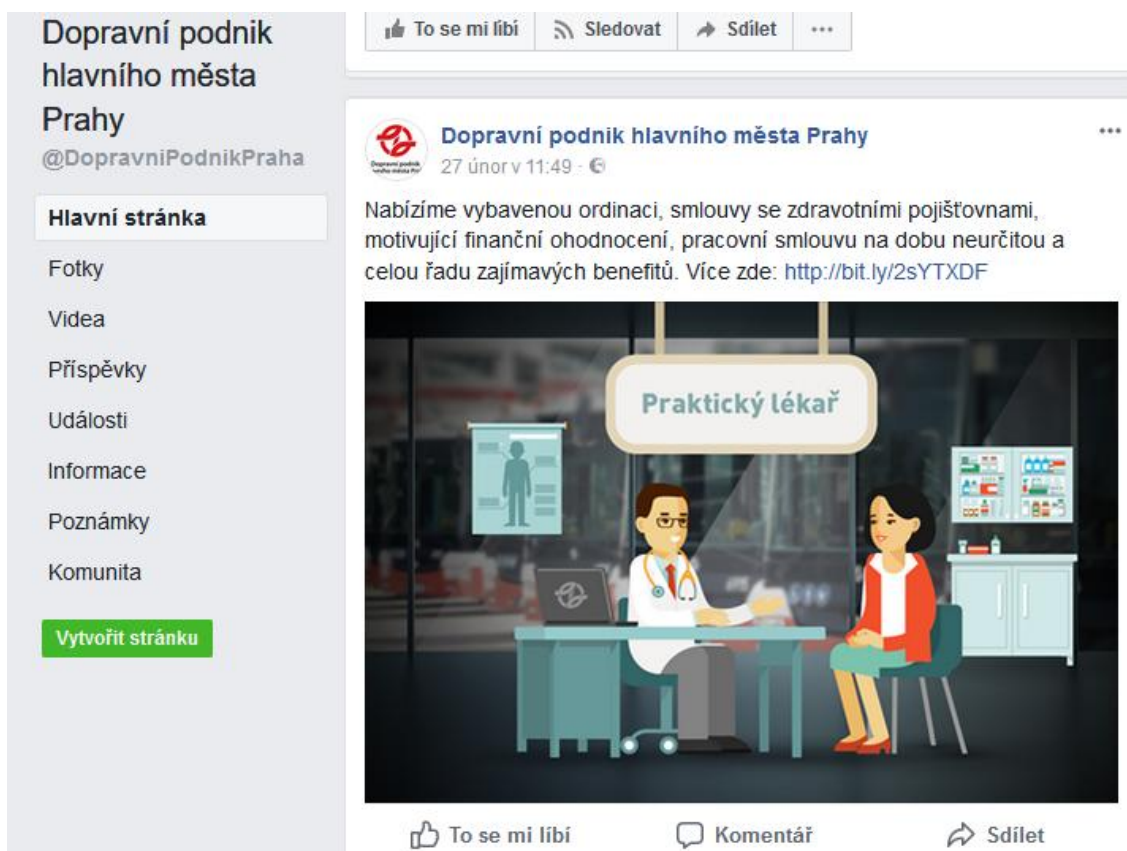 Dopravní podnik
hlavního města
Prahy
@DopravniPodnikPraha
Hlavní stránka
Fotky
Videa
Příspěvky
Události
Informace
Poznámky
Komunita
Vytvořit stránku
To se mi líbí Sledovat Sdílet
Dopravní podnik hlavního města Prahy
27 únor v 11:49
Nabízíme vybavenou ordinaci, smlouvy se zdravotními pojišťovnami,
motivující finanční ohodnocení, pracovní smlouvu na dobu neurčitou a
celou řadu zajímavých benefitů. Více zde: http://bit.ly/2sYTXDF
Praktický lékař
To se mi líbí Komentář Sdílet